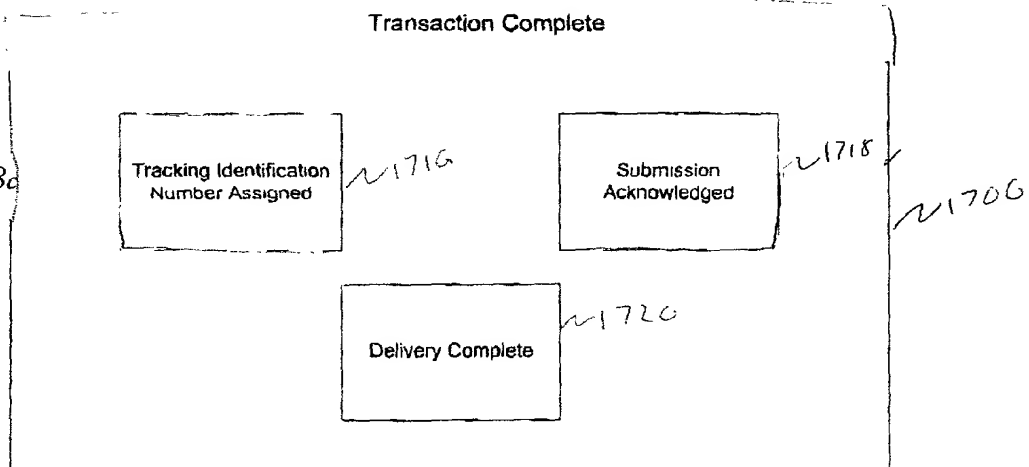 Transaction Complete
Tracking Identification
Number Assigned
1716
Submission
Acknowledged
1718
1700
Delivery Complete
1720